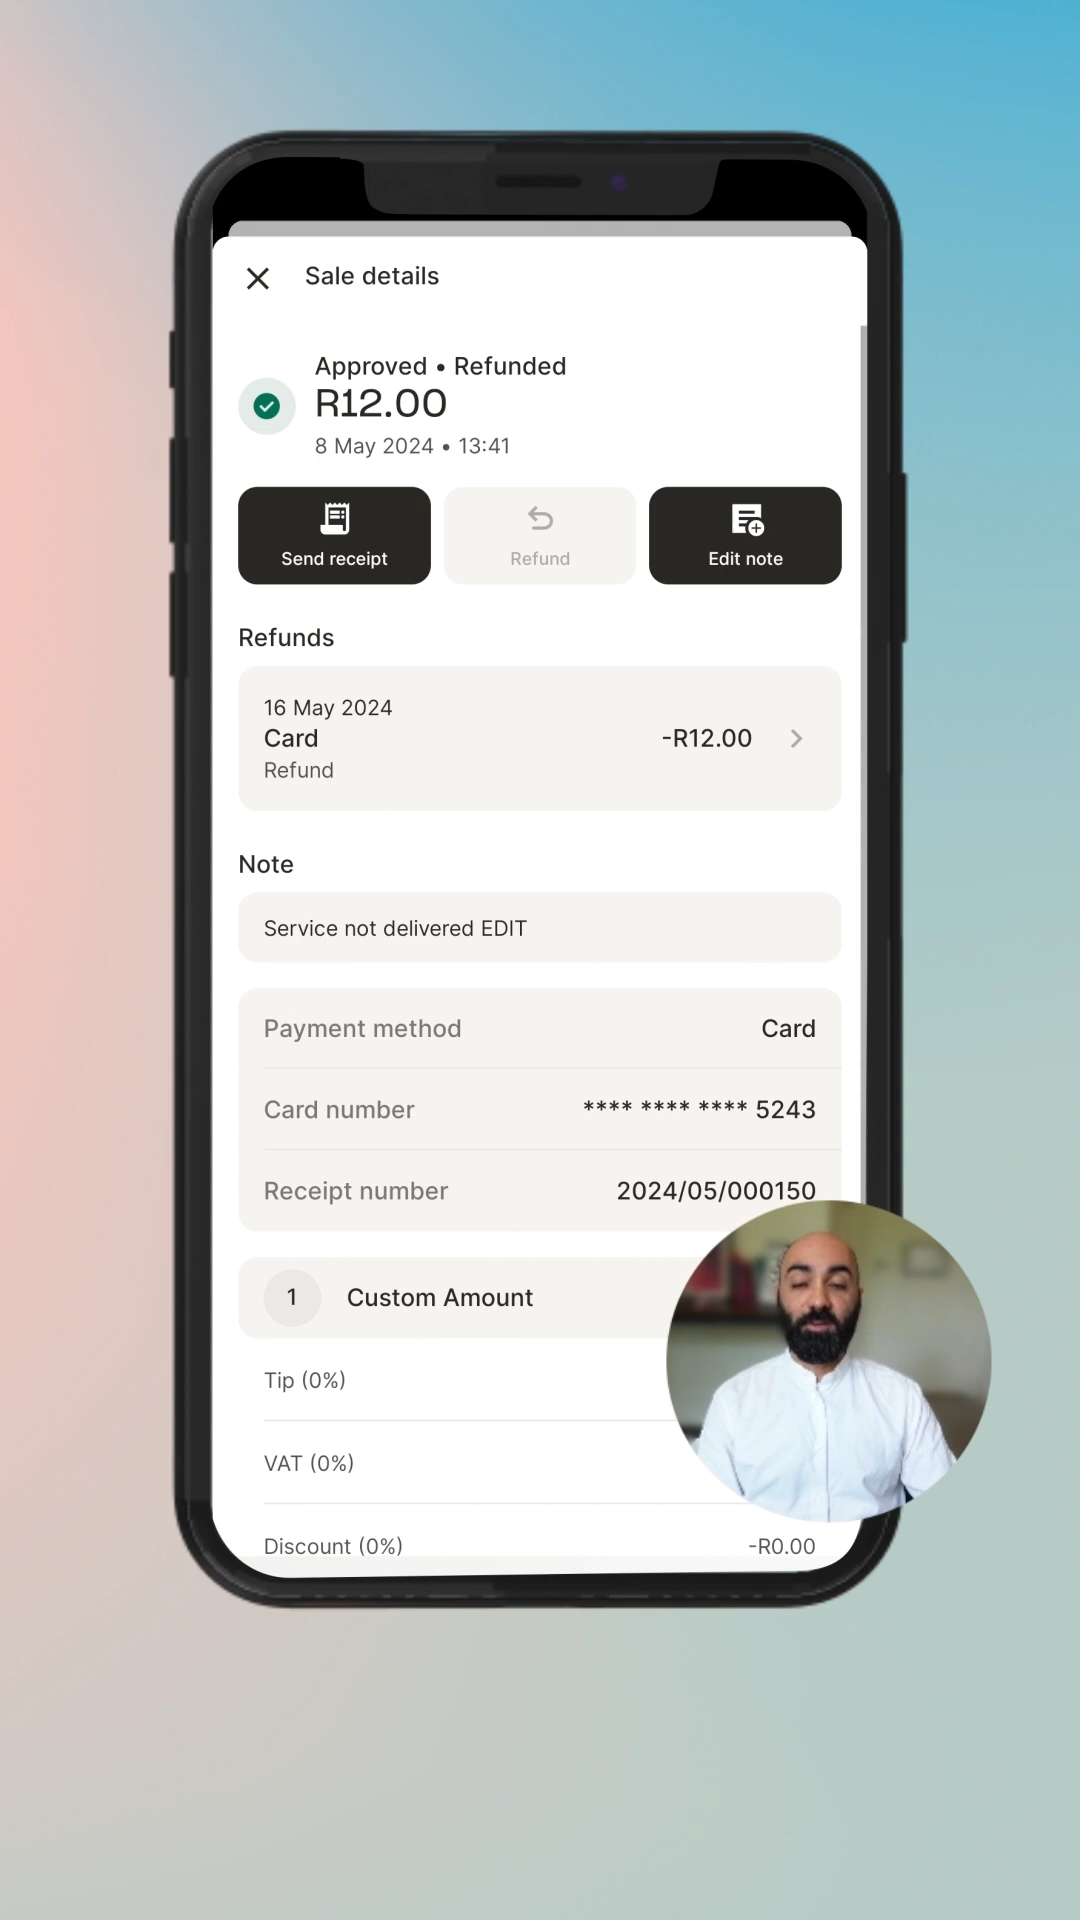 Sale details
Approved • Refunded
R12.00
8 May 2024 • 13:41
Send receipt
Refund
Edit note
Refunds
16 May 2024
Card
-R12.00
Refund
Note
Service not delivered EDIT
Payment method
Card
Card number
**** **** **** 5243
Receipt number
2024/05/000150
1
Custom Amount
Tip (0%)
VAT (0%)
Discount (0%)
-R0.00